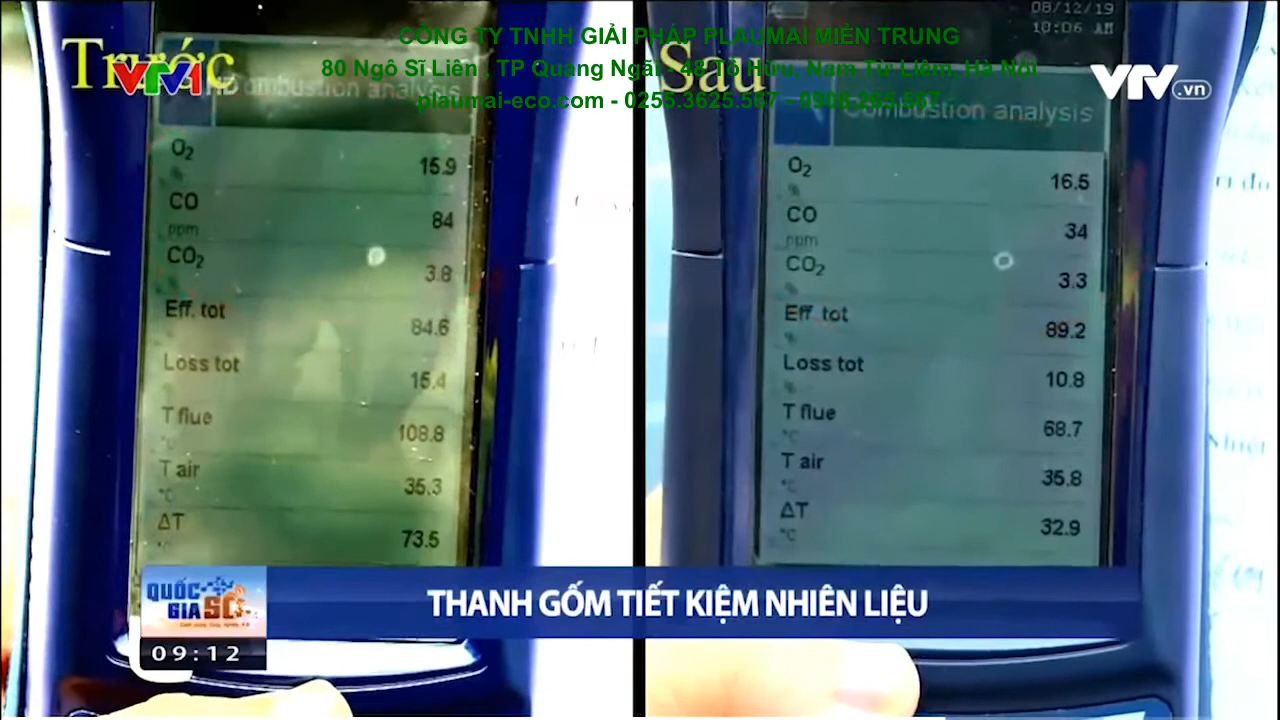 CÔNG TY TNHH GIẢI PHÁP PLAUMAI MIỀN TRUNG
80 Ngô Sĩ Liên , TP Quảng Ngãi - 48 Tố Hữu, Nam Từ Liêm, Hà Nội
plaumai-eco.com - 0255.3625.567
Trước
VTV1
Combustion analysis
O2 15.9
%
CO 84
ppm
CO2 3.8
%
Eff. tot 84.6
Loss tot 15.4
T flue 108.8
°C
T air 35.3
°C
ΔT 73.5
°C
Sau
08/12/19
10:06 AM
VTV.vn
Combustion analysis
O2 16.5
%
CO 34
ppm
CO2 3.3
%
Eff. tot 89.2
%
Loss tot 10.8
%
T flue 68.7
°C
T air 35.8
°C
ΔT 32.9
°C
QUỐC GIA SỐ
THANH GỐM TIẾT KIỆM NHIÊN LIỆU
09:12